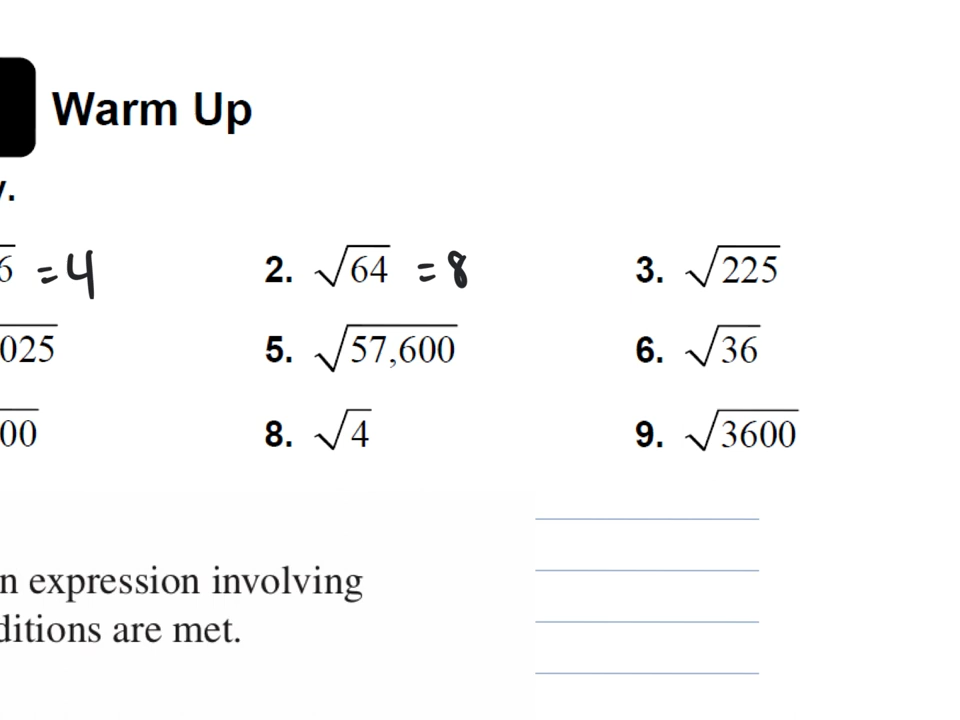 Warm Up
y.
6 = 4 2. √64 = 8 3. √225
025 5. √57,600 6. √36
00 8. √4 9. √3600
n expression involving
ditions are met.